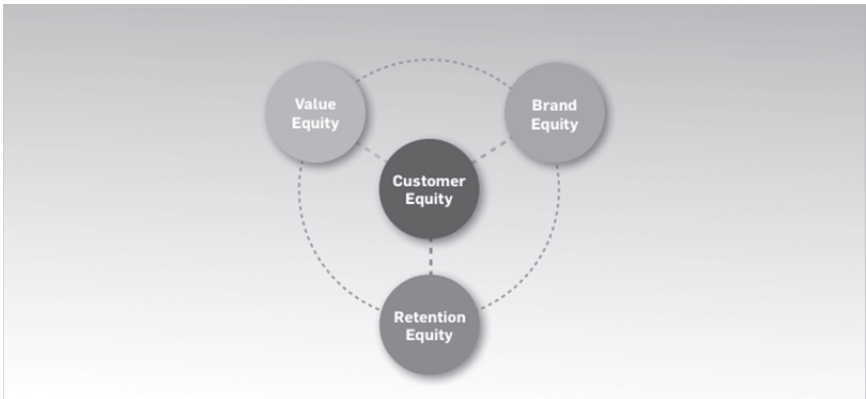 Value
Equity
Brand
Equity
Customer
Equity
Retention
Equity